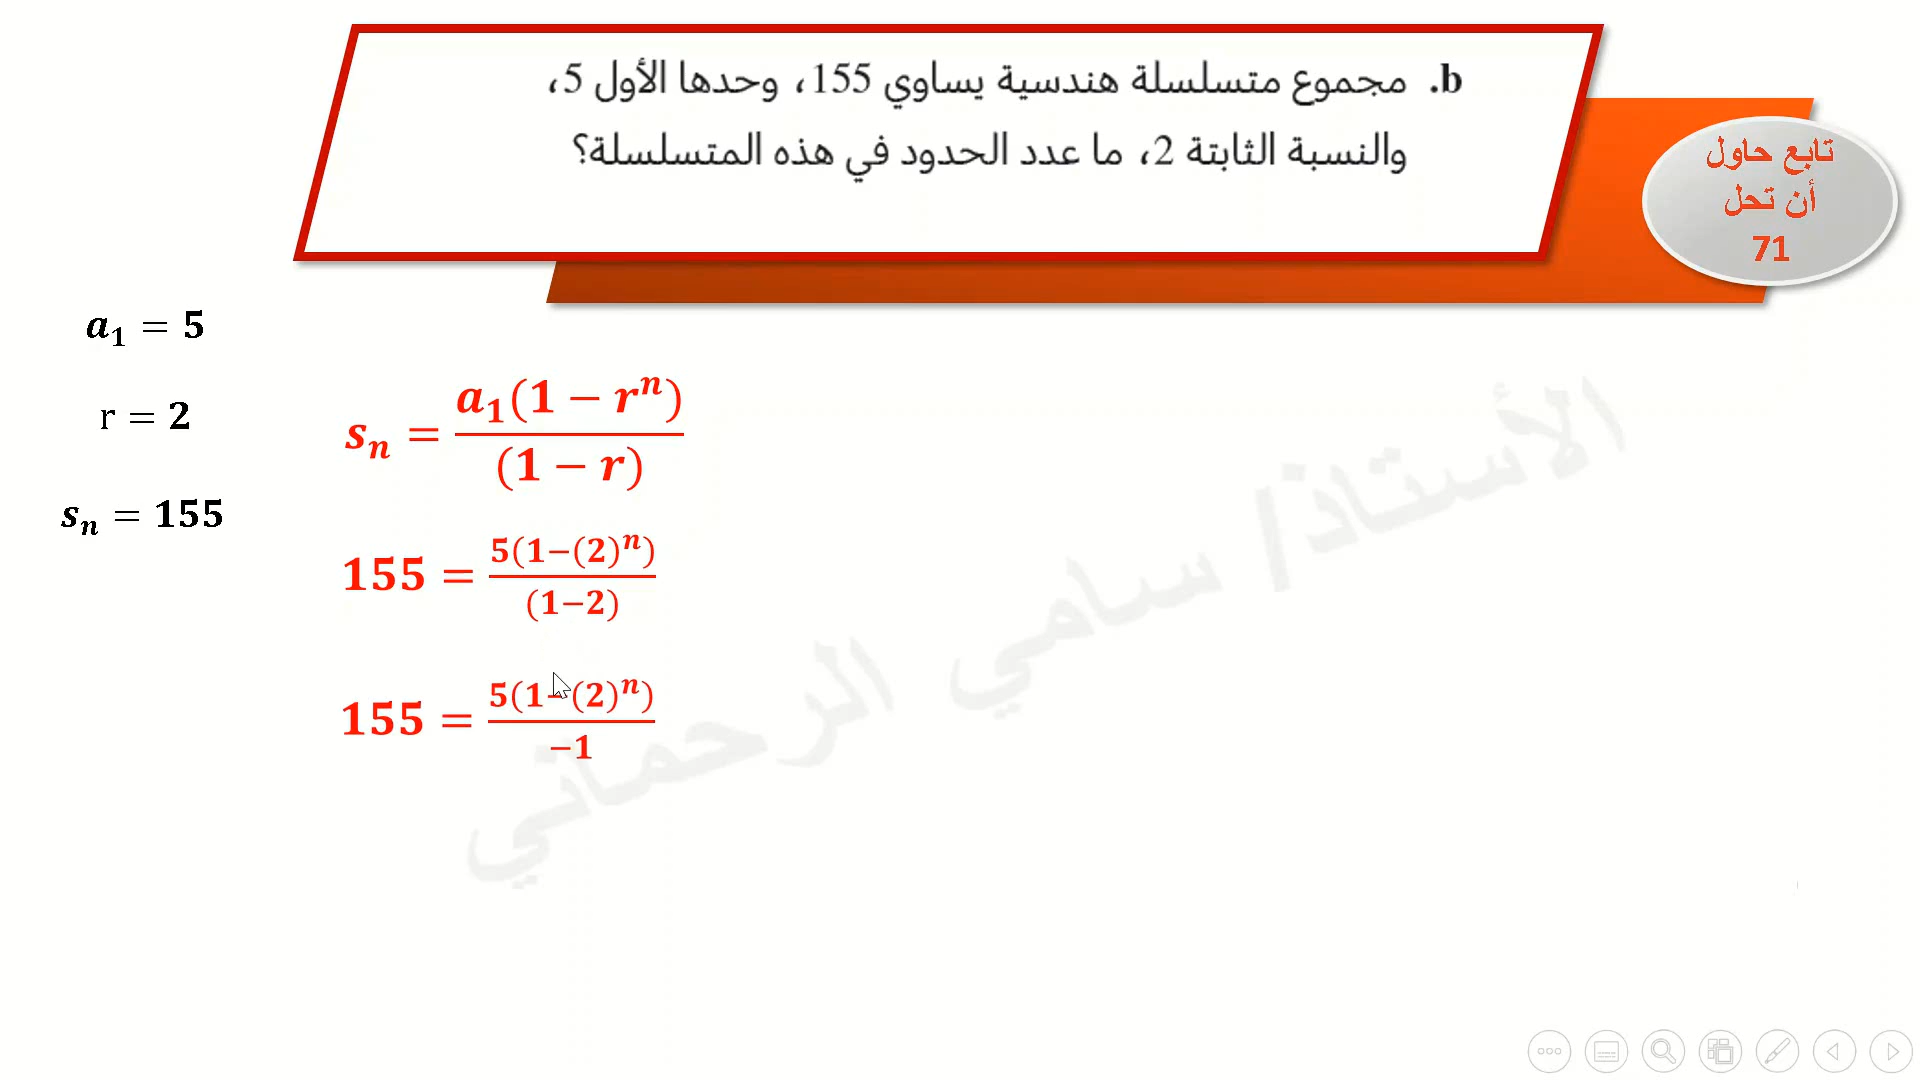 b. مجموع متسلسلة هندسية يساوي 155، وحدها الأول 5،
والنسبة الثابتة 2، ما عدد الحدود في هذه المتسلسلة؟
تابع حاول
أن تحل
71
a₁ = 5
r = 2
sₙ = 155
sₙ = a₁(1 − rⁿ) / (1 − r)
155 = 5(1−(2)ⁿ) / (1−2)
155 = 5(1−(2)ⁿ) / −1
الأستاذ/ سامي الرحماني